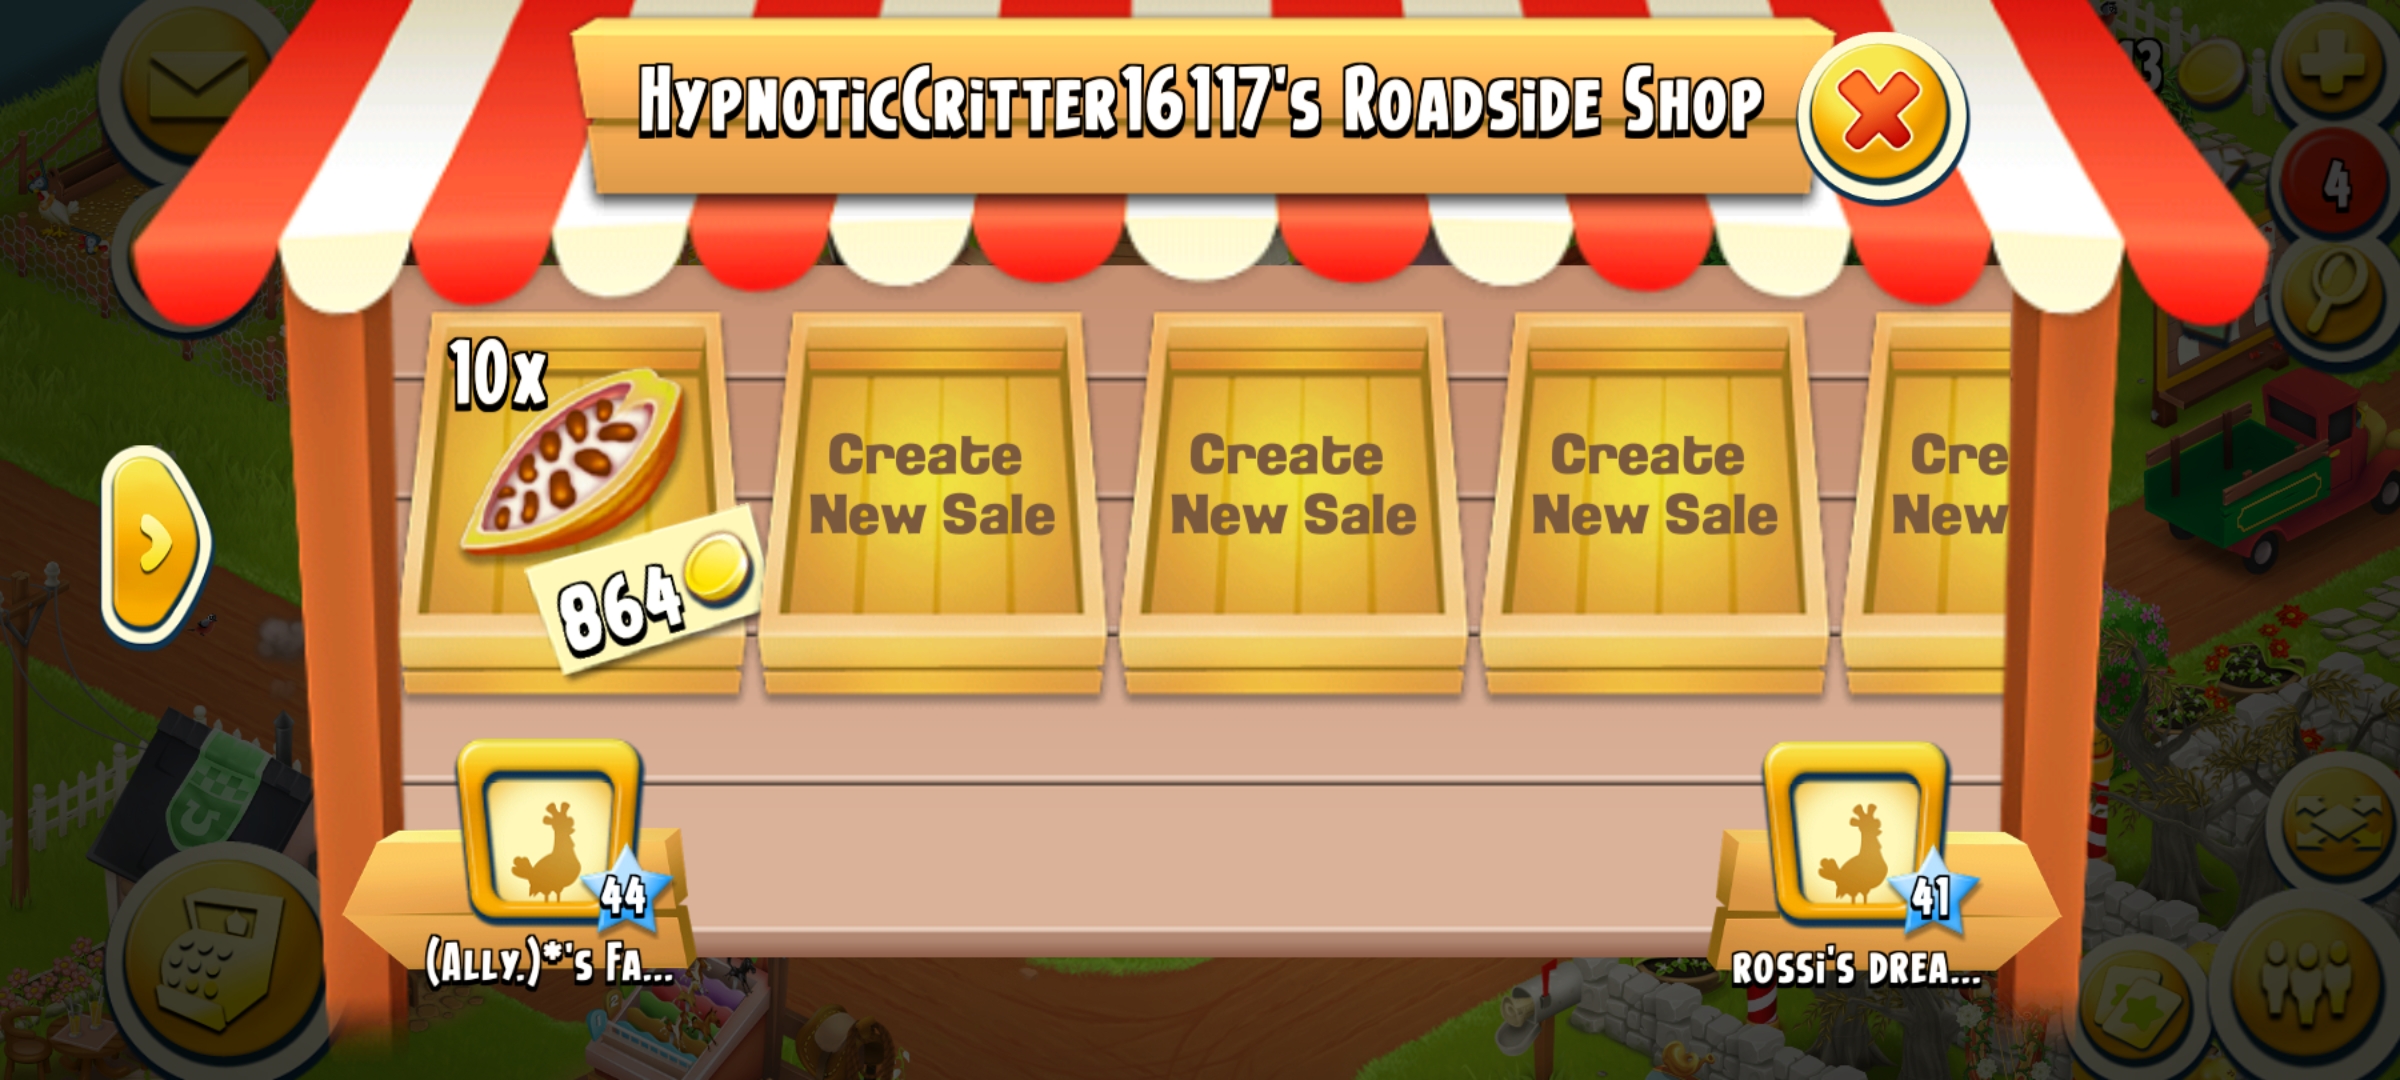 HYPNOTiCCRiTTER16117'S ROADSiDE SHOP
4
10x
864
Create
New Sale
Create
New Sale
Create
New Sale
Cre
New
44
(ALLY.)*'S FA...
41
ROSSi'S DREA...